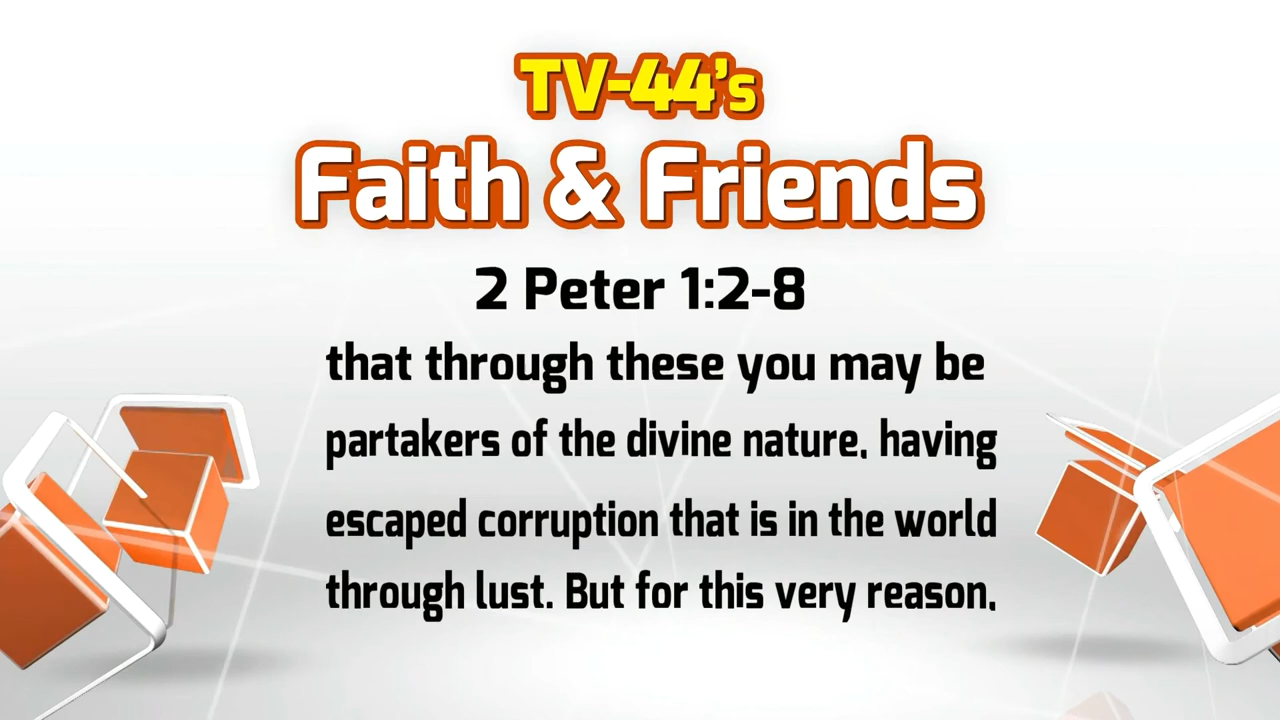 TV-44's
Faith & Friends
2 Peter 1:2-8
that through these you may be
partakers of the divine nature, having
escaped corruption that is in the world
through lust. But for this very reason,